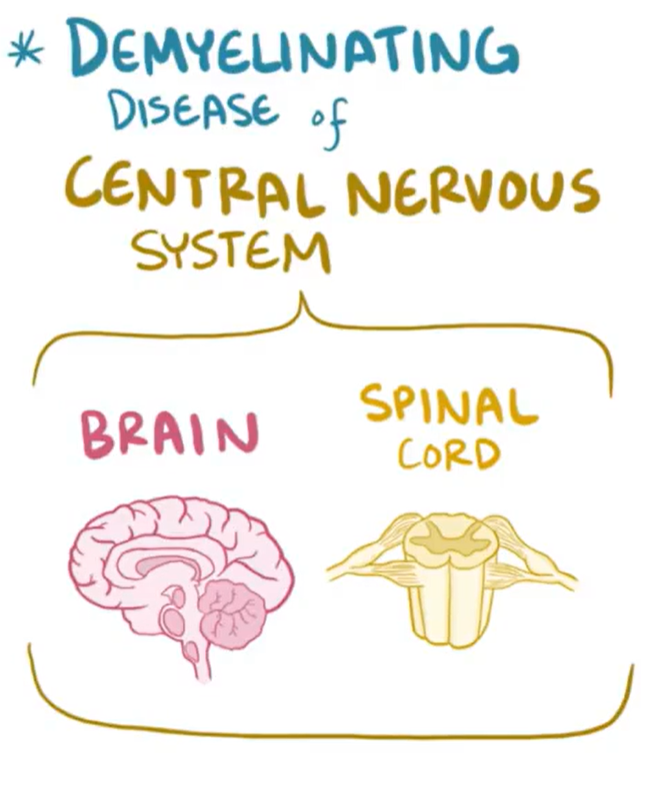 * DEMYELINATING
DISEASE of
CENTRAL NERVOUS
SYSTEM
BRAIN
SPINAL
CORD